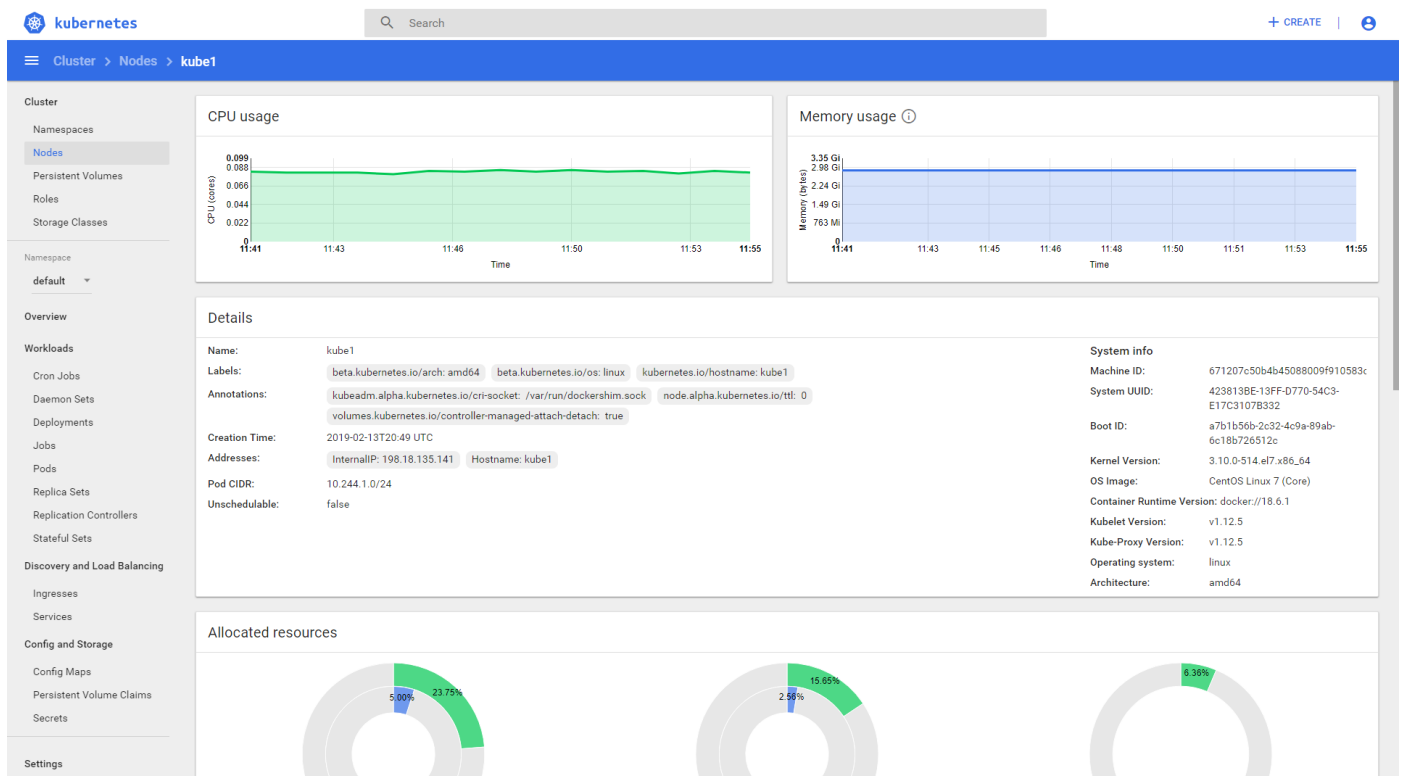 kubernetes
Search
+ CREATE
Cluster > Nodes > kube1
Cluster
Namespaces
Nodes
Persistent Volumes
Roles
Storage Classes
Namespace
default
Overview
Workloads
Cron Jobs
Daemon Sets
Deployments
Jobs
Pods
Replica Sets
Replication Controllers
Stateful Sets
Discovery and Load Balancing
Ingresses
Services
Config and Storage
Config Maps
Persistent Volume Claims
Secrets
Settings
CPU usage
CPU (cores)
0.099
0.088
0.066
0.044
0.022
0
11:41 11:43 11:46 11:50 11:53 11:55
Time
Memory usage
Memory (bytes)
3.35 Gi
2.98 Gi
2.24 Gi
1.49 Gi
763 Mi
0
11:41 11:43 11:45 11:46 11:48 11:50 11:51 11:53 11:55
Time
Details
Name: kube1
Labels: beta.kubernetes.io/arch: amd64 beta.kubernetes.io/os: linux kubernetes.io/hostname: kube1
Annotations: kubeadm.alpha.kubernetes.io/cri-socket: /var/run/dockershim.sock node.alpha.kubernetes.io/ttl: 0
volumes.kubernetes.io/controller-managed-attach-detach: true
Creation Time: 2019-02-13T20:49 UTC
Addresses: InternalIP: 198.18.135.141 Hostname: kube1
Pod CIDR: 10.244.1.0/24
Unschedulable: false
System info
Machine ID: 671207c50b4b45088009f910583c
System UUID: 423813BE-13FF-D770-54C3-
E17C3107B332
Boot ID: a7b1b56b-2c32-4c9a-89ab-
6c18b726512c
Kernel Version: 3.10.0-514.el7.x86_64
OS Image: CentOS Linux 7 (Core)
Container Runtime Version: docker://18.6.1
Kubelet Version: v1.12.5
Kube-Proxy Version: v1.12.5
Operating system: linux
Architecture: amd64
Allocated resources
23.75%
5.00%
15.65%
2.56%
6.36%